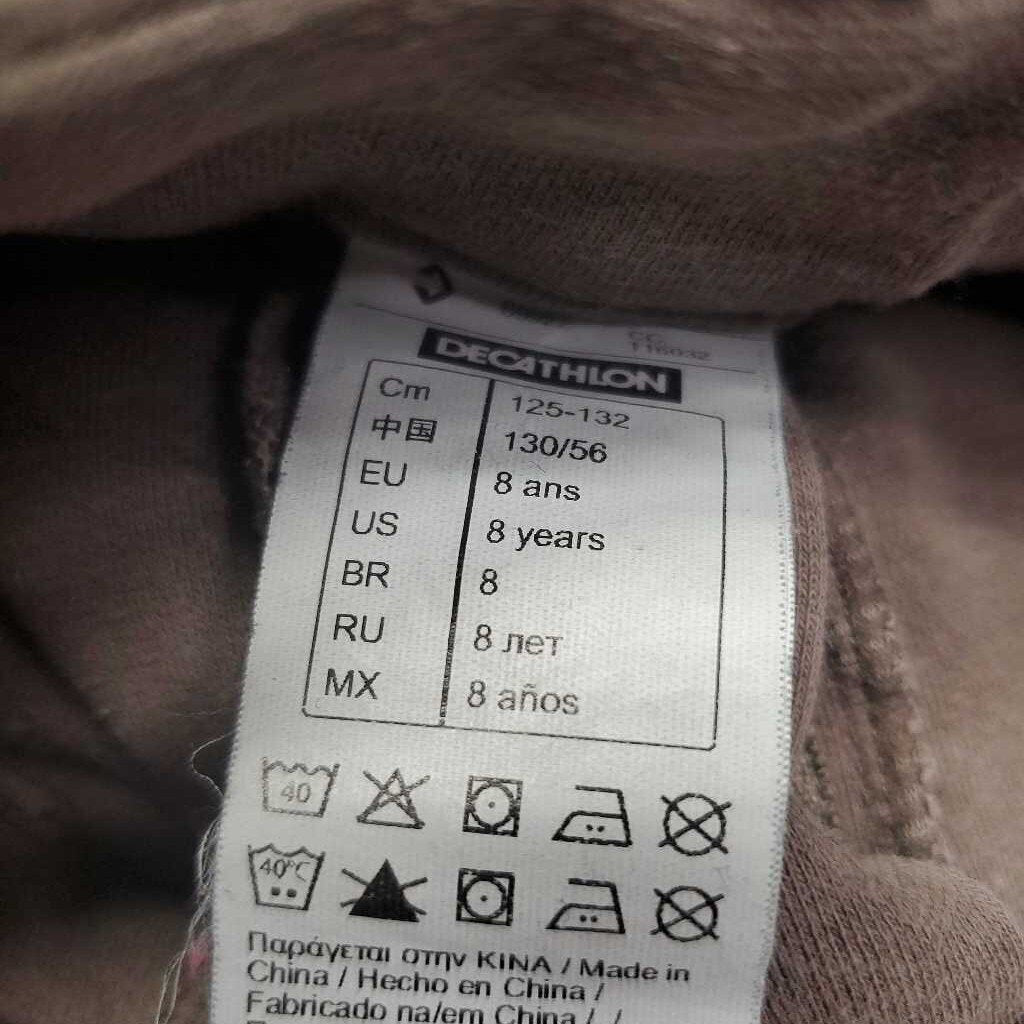 DECATHLON
Cm 125-132
中国 130/56
EU 8 ans
US 8 years
BR 8
RU 8 лет
MX 8 años
40
40°C
Παράγεται στην ΚΙΝΑ / Made in
China / Hecho en China /
Fabricado na/em China / /